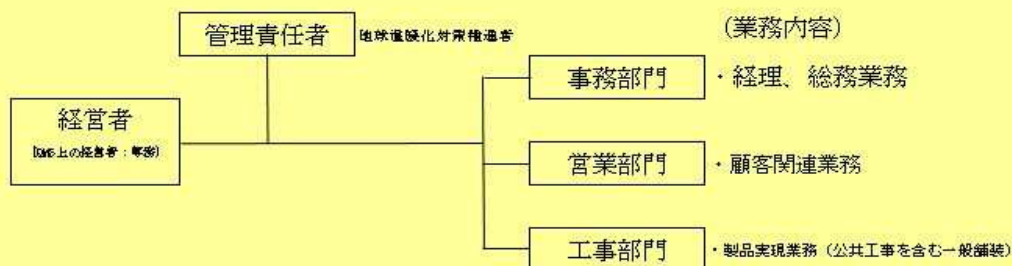 管理責任者
地球温暖化対策推進者
(業務内容)
事務部門
・経理、総務業務
経営者
営業部門
・顧客関連業務
工事部門
・製品実現業務(公共工事を含む一般舗装)